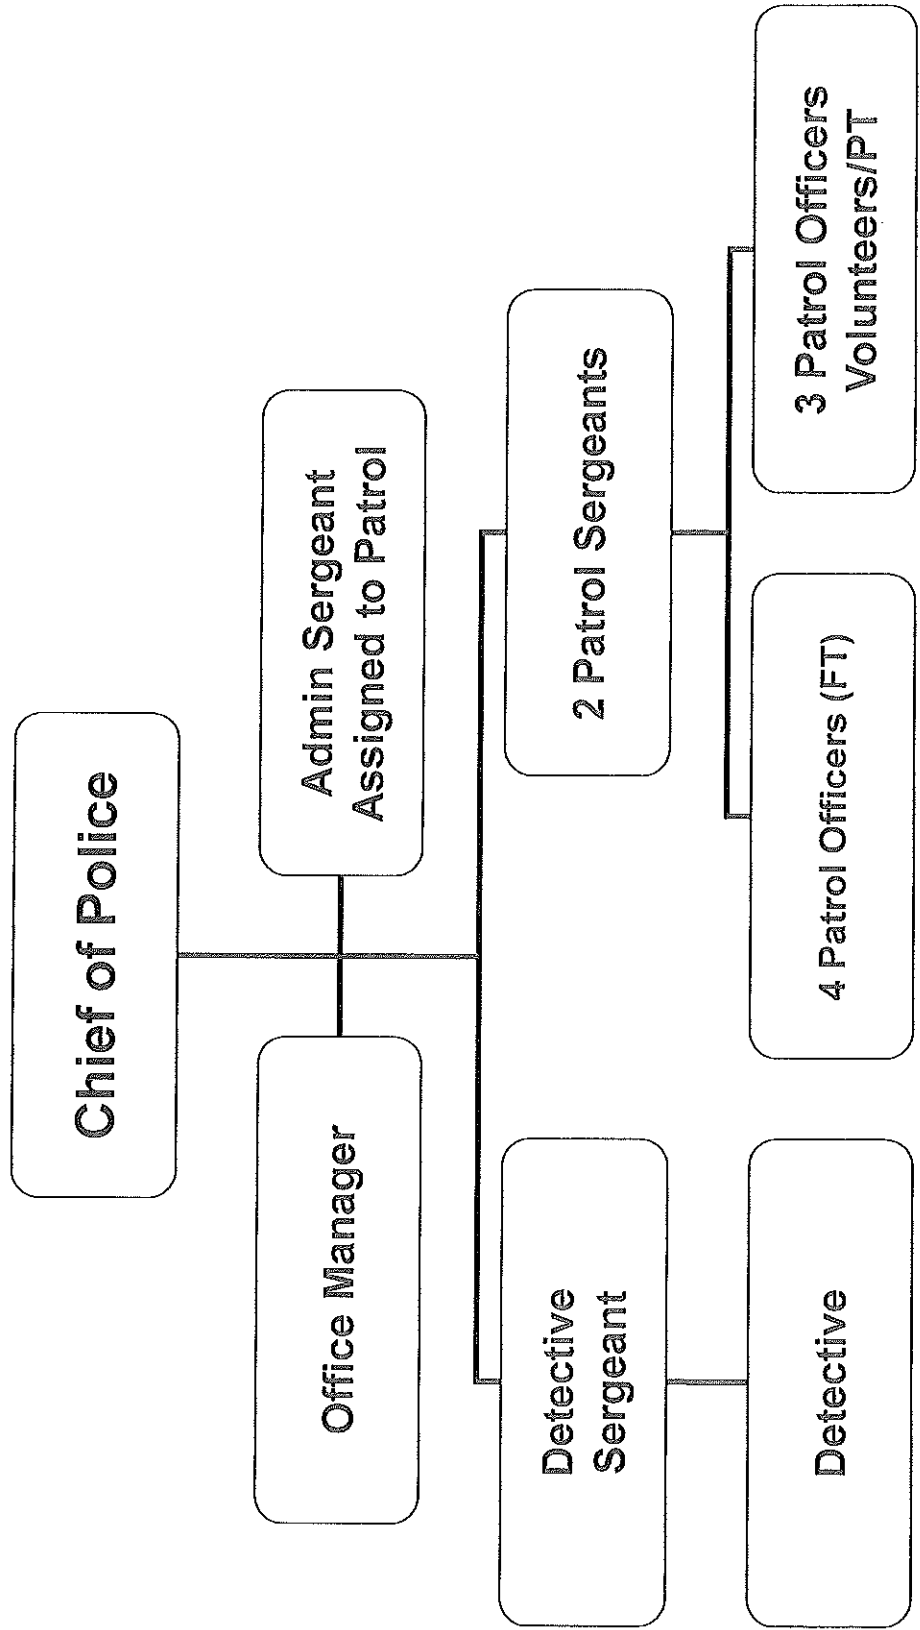 Chief of Police
Office Manager
Admin Sergeant
Assigned to Patrol
Detective
Sergeant
2 Patrol Sergeants
Detective
4 Patrol Officers (FT)
3 Patrol Officers
Volunteers/PT